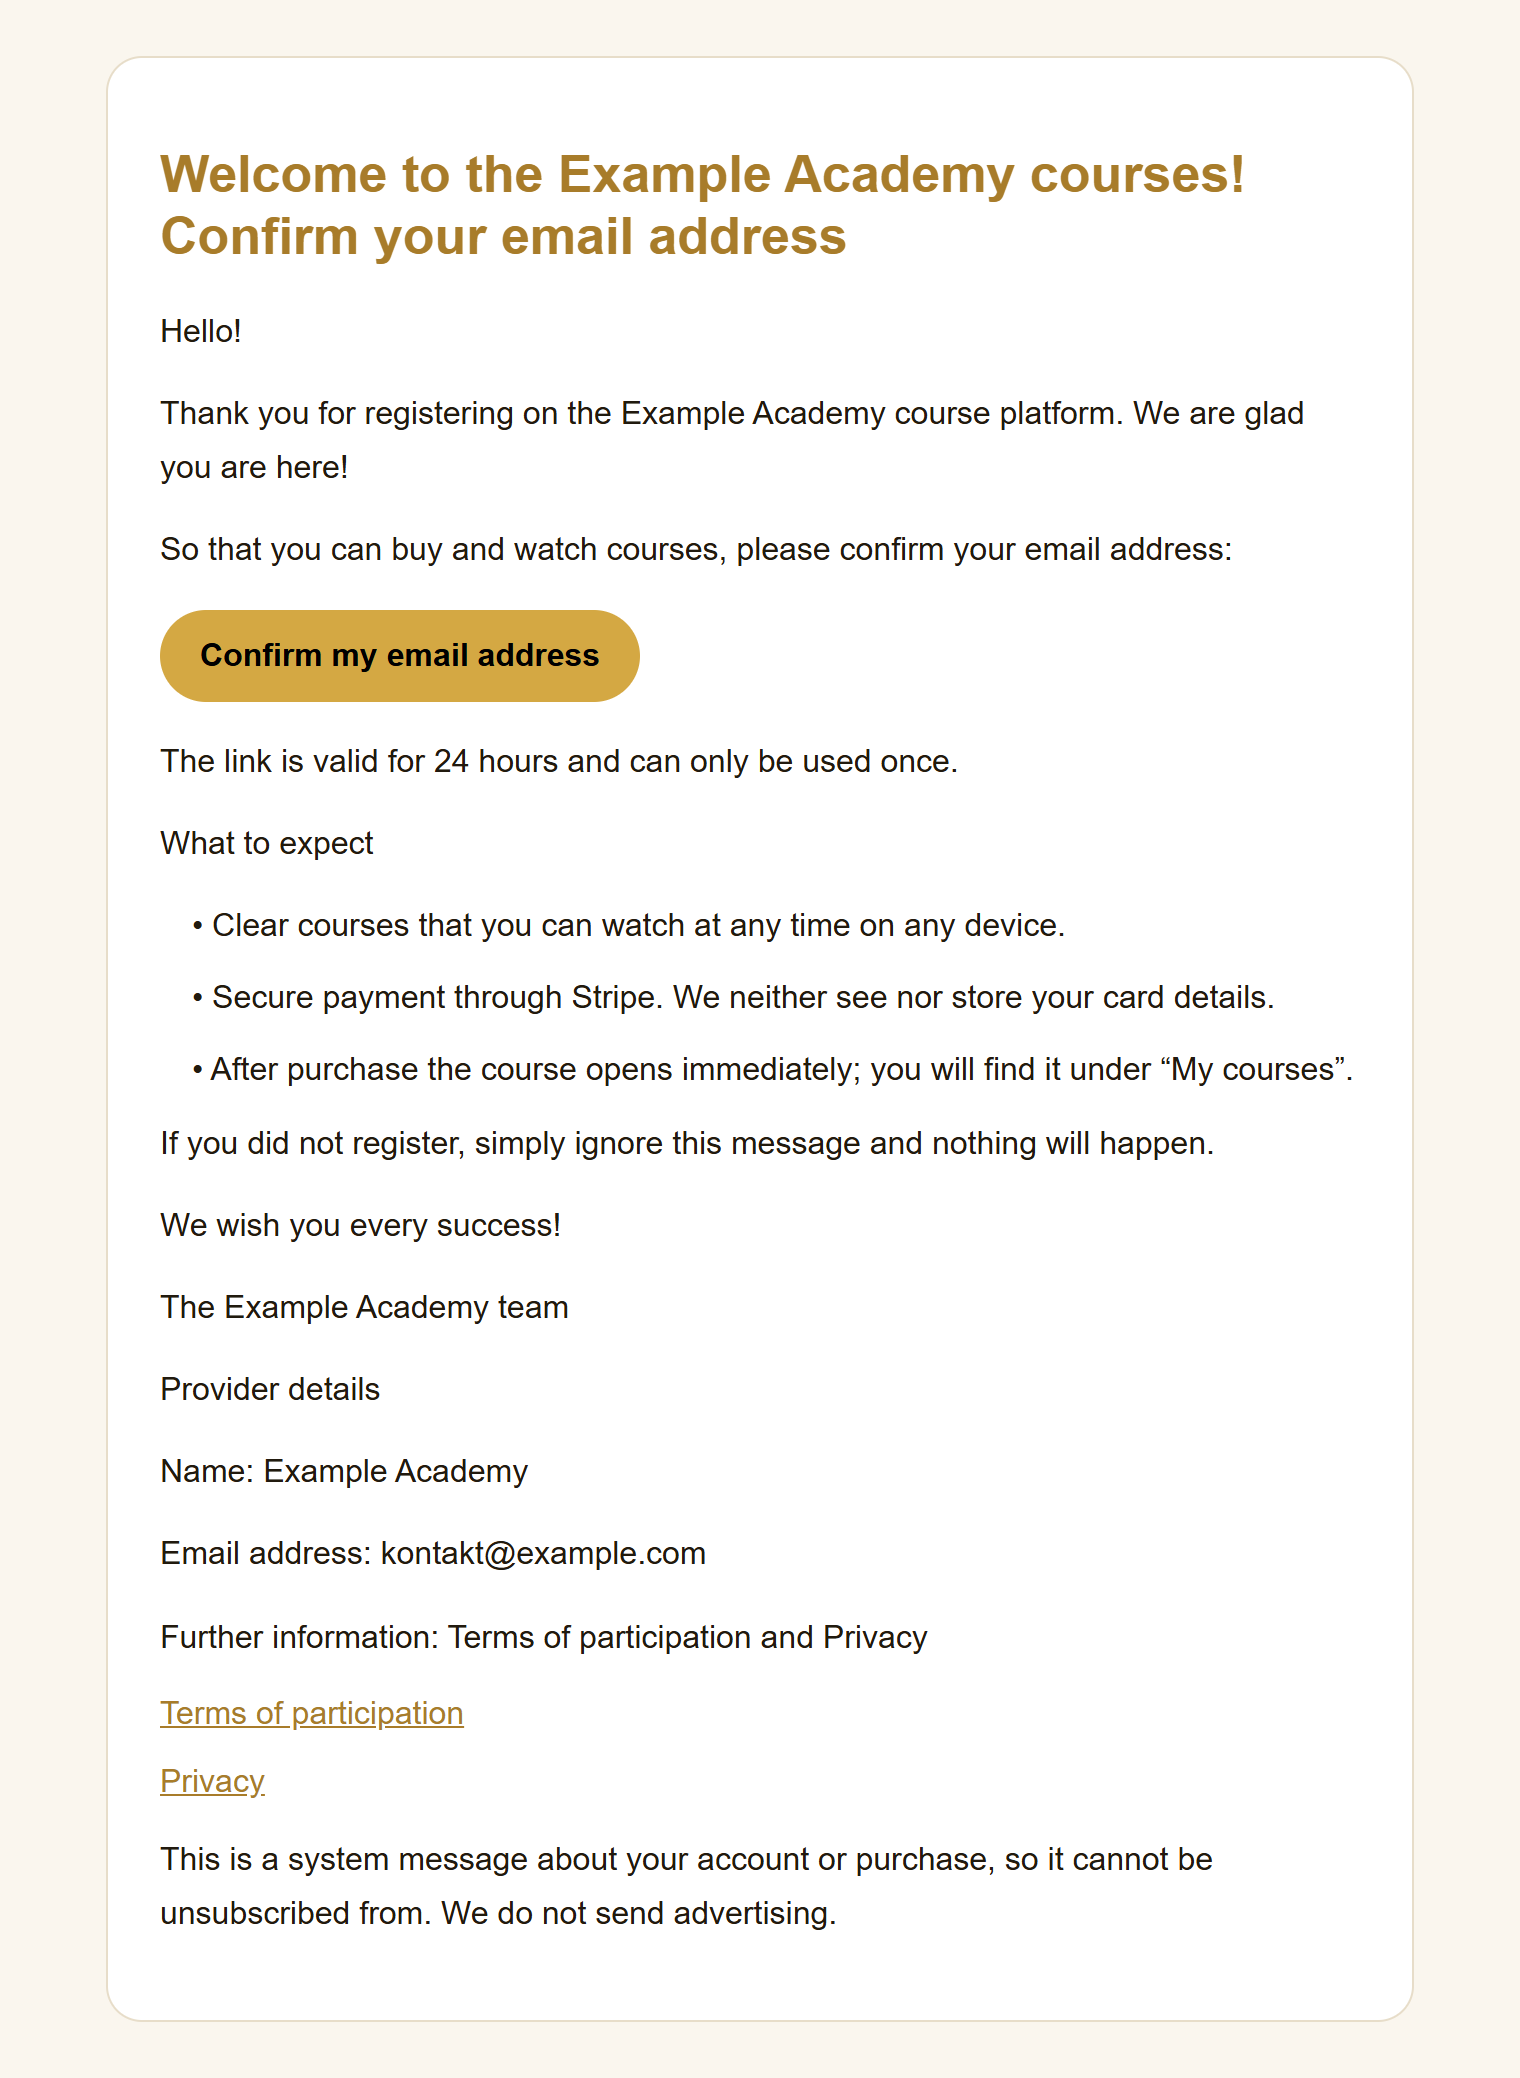 Welcome to the Example Academy courses!
Confirm your email address
Hello!
Thank you for registering on the Example Academy course platform. We are glad
you are here!
So that you can buy and watch courses, please confirm your email address:
Confirm my email address
The link is valid for 24 hours and can only be used once.
What to expect
• Clear courses that you can watch at any time on any device.
• Secure payment through Stripe. We neither see nor store your card details.
• After purchase the course opens immediately; you will find it under “My courses”.
If you did not register, simply ignore this message and nothing will happen.
We wish you every success!
The Example Academy team
Provider details
Name: Example Academy
Email address: kontakt@example.com
Further information: Terms of participation and Privacy
Terms of participation
Privacy
This is a system message about your account or purchase, so it cannot be
unsubscribed from. We do not send advertising.